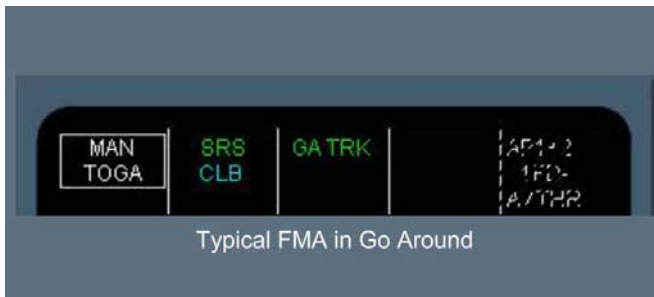 MAN
TOGA
SRS
CLB
GA TRK
AP1+2
1FD-
A/THR
Typical FMA in Go Around